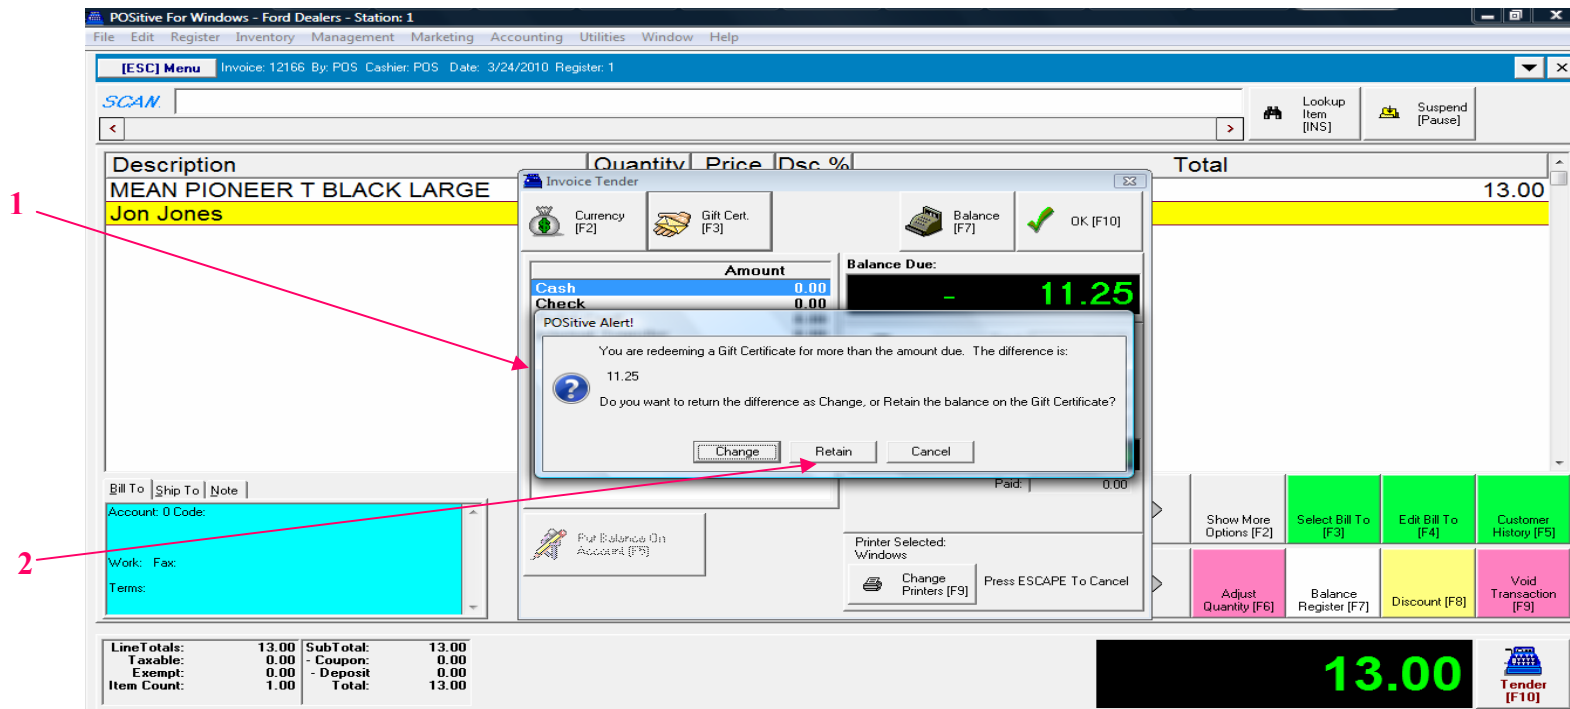 POSitive For Windows - Ford Dealers - Station: 1
File Edit Register Inventory Management Marketing Accounting Utilities Window Help
[ESC] Menu Invoice: 12166 By: POS Cashier: POS Date: 3/24/2010 Register: 1
SCAN:
Lookup
Item
[INS]
Suspend
[Pause]
Description Quantity Price Dsc % Total
MEAN PIONEER T BLACK LARGE 13.00
Jon Jones
1
Invoice Tender
Currency
[F2]
Gift Cert.
[F3]
Balance
[F7]
OK [F10]
Amount
Cash 0.00
Check 0.00
Balance Due:
- 11.25
POSitive Alert!
You are redeeming a Gift Certificate for more than the amount due. The difference is:
11.25
Do you want to return the difference as Change, or Retain the balance on the Gift Certificate?
Change Retain Cancel
Paid: 0.00
Put Balance On
Account [F5]
Printer Selected:
Windows
Change
Printers [F9]
Press ESCAPE To Cancel
Bill To Ship To Note
Account: 0 Code:
Work: Fax:
Terms:
2
Show More
Options [F2]
Select Bill To
[F3]
Edit Bill To
[F4]
Customer
History [F5]
Adjust
Quantity [F6]
Balance
Register [F7]
Discount [F8]
Void
Transaction
[F9]
LineTotals: 13.00 SubTotal: 13.00
Taxable: 0.00 - Coupon: 0.00
Exempt: 0.00 - Deposit 0.00
Item Count: 1.00 Total: 13.00
13.00
Tender
[F10]